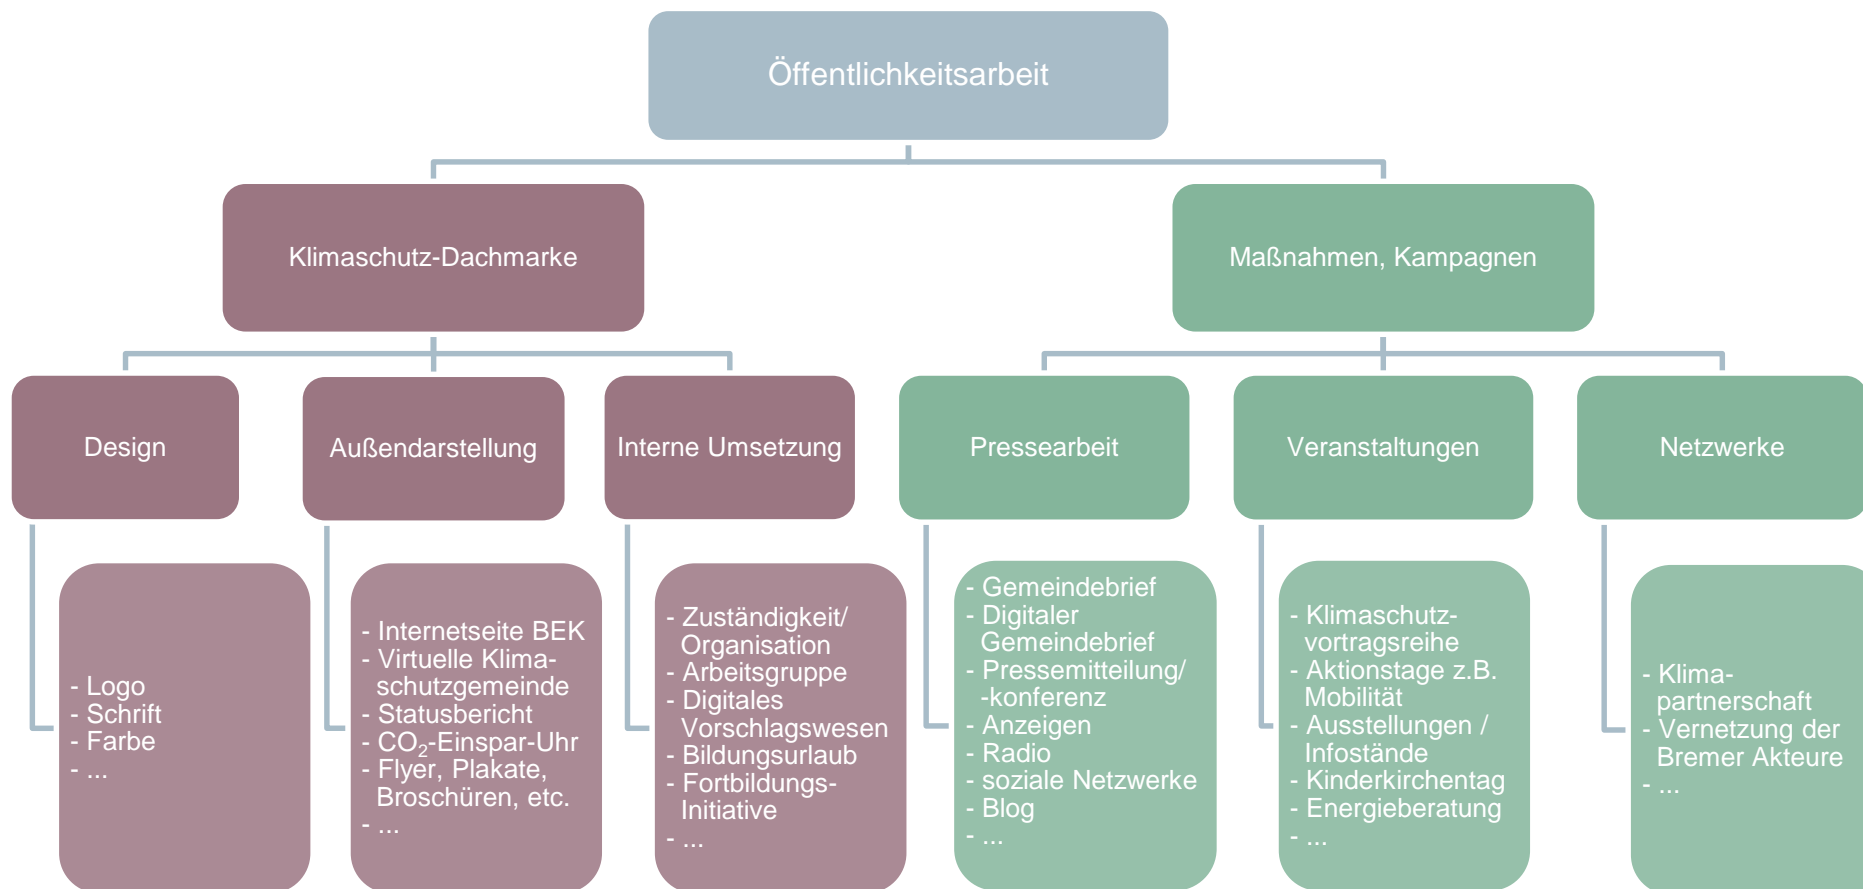 Öffentlichkeitsarbeit
Klimaschutz-Dachmarke
Maßnahmen, Kampagnen
Design
Außendarstellung
Interne Umsetzung
Pressearbeit
Veranstaltungen
Netzwerke
- Logo
- Schrift
- Farbe
- ...
- Internetseite BEK
- Virtuelle Klima-
schutzgemeinde
- Statusbericht
- CO₂-Einspar-Uhr
- Flyer, Plakate,
Broschüren, etc.
- ...
- Zuständigkeit/
Organisation
- Arbeitsgruppe
- Digitales
Vorschlagswesen
- Bildungsurlaub
- Fortbildungs-
Initiative
- ...
- Gemeindebrief
- Digitaler
Gemeindebrief
- Pressemitteilung/
-konferenz
- Anzeigen
- Radio
- soziale Netzwerke
- Blog
- ...
- Klimaschutz-
vortragsreihe
- Aktionstage z.B.
Mobilität
- Ausstellungen /
Infostände
- Kinderkirchentag
- Energieberatung
- ...
- Klima-
partnerschaft
- Vernetzung der
Bremer Akteure
- ...